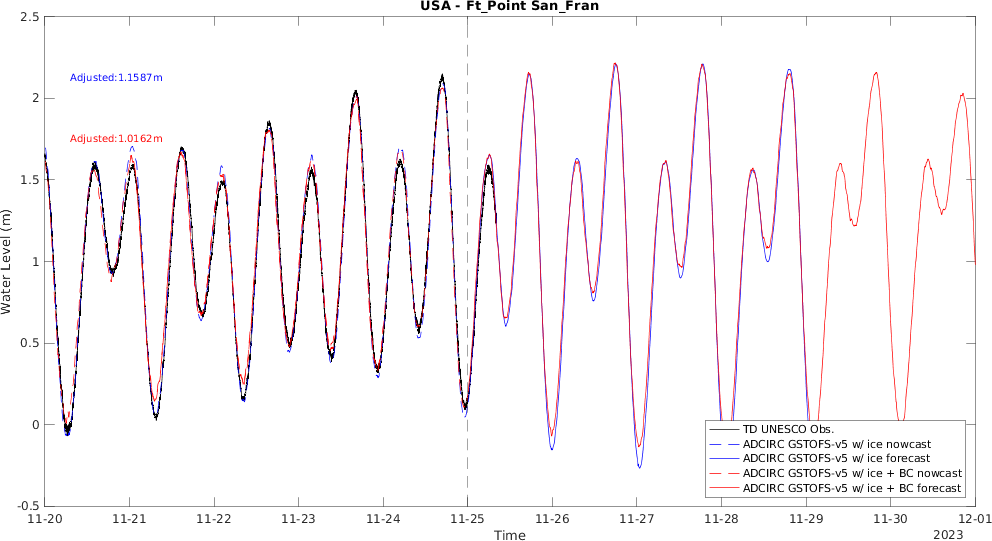 USA - Ft_Point San_Fran
2.5
2
1.5
1
0.5
0
-0.5
Water Level (m)
Adjusted:1.1587m
Adjusted:1.0162m
TD UNESCO Obs.
ADCIRC GSTOFS-v5 w/ ice nowcast
ADCIRC GSTOFS-v5 w/ ice forecast
ADCIRC GSTOFS-v5 w/ ice + BC nowcast
ADCIRC GSTOFS-v5 w/ ice + BC forecast
11-20 11-21 11-22 11-23 11-24 11-25 11-26 11-27 11-28 11-29 11-30 12-01
Time
2023